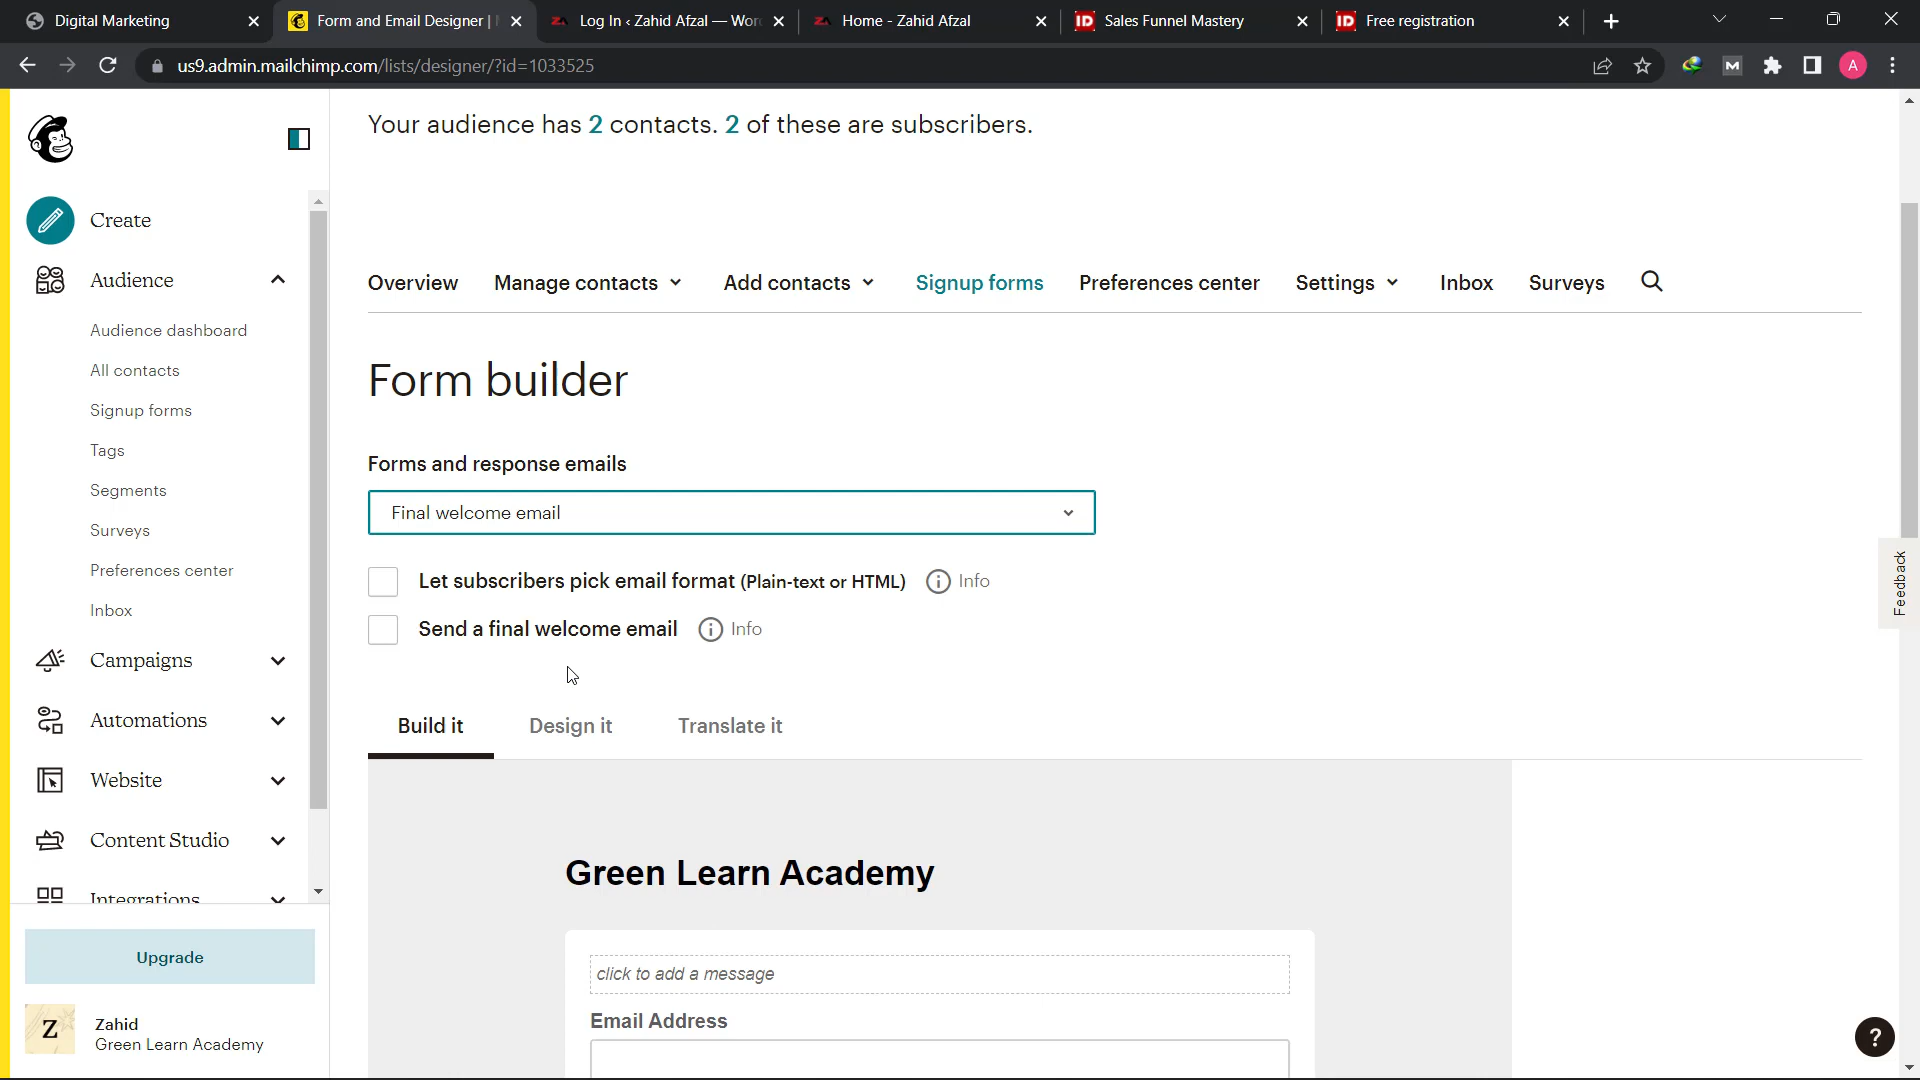 Digital Marketing
Form and Email Designer |
Log In ‹ Zahid Afzal — Wor
Home - Zahid Afzal
Sales Funnel Mastery
Free registration
us9.admin.mailchimp.com/lists/designer/?id=1033525
A
Your audience has 2 contacts. 2 of these are subscribers.
Create
Audience
Audience dashboard
All contacts
Signup forms
Tags
Segments
Surveys
Preferences center
Inbox
Campaigns
Automations
Website
Content Studio
Integrations
Upgrade
Z
Zahid
Green Learn Academy
Overview Manage contacts Add contacts Signup forms Preferences center Settings Inbox Surveys
Form builder
Forms and response emails
Final welcome email
Let subscribers pick email format (Plain-text or HTML) i Info
Send a final welcome email i Info
Build it Design it Translate it
Green Learn Academy
click to add a message
Email Address
Feedback
?